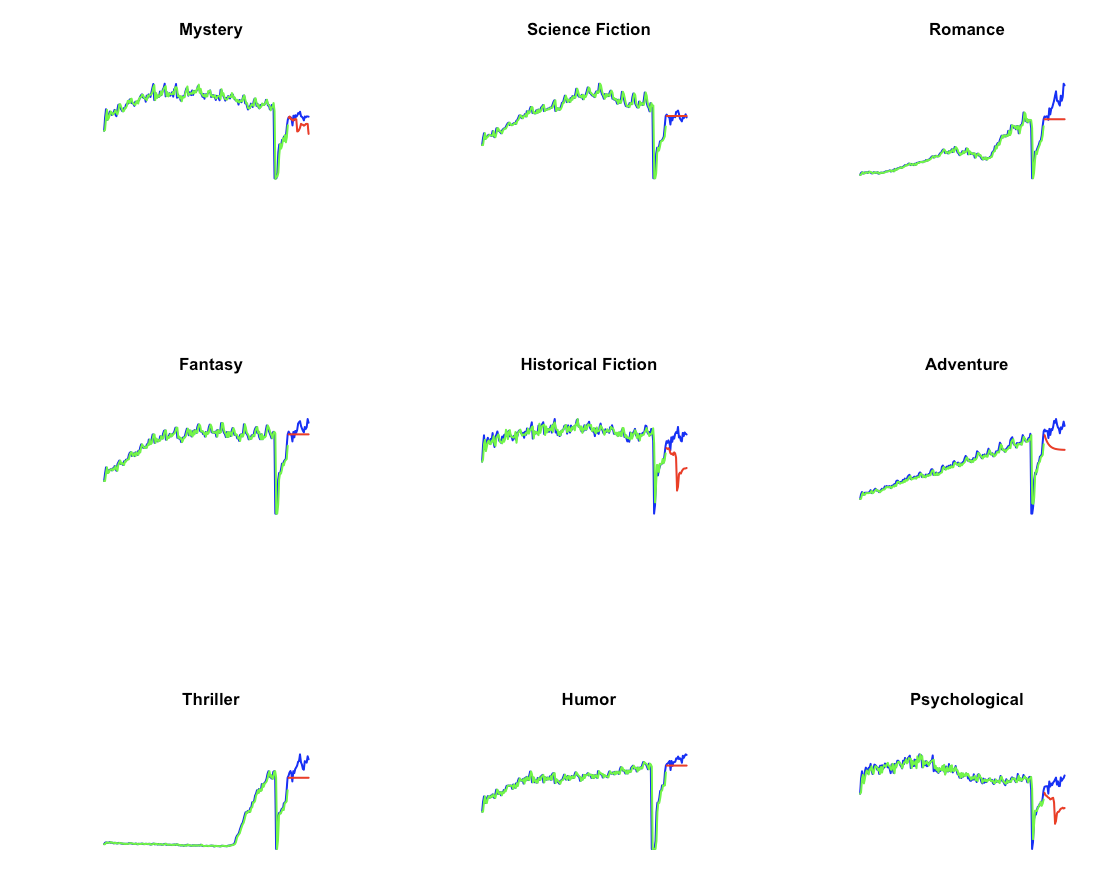 Mystery
Science Fiction
Romance
Fantasy
Historical Fiction
Adventure
Thriller
Humor
Psychological